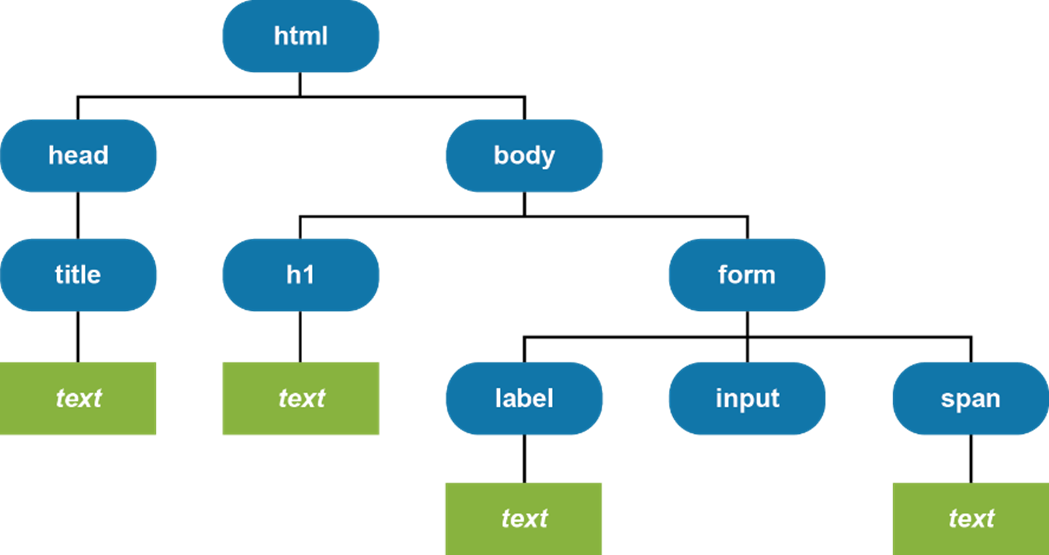 html
head
body
title
h1
form
text
text
label
input
span
text
text